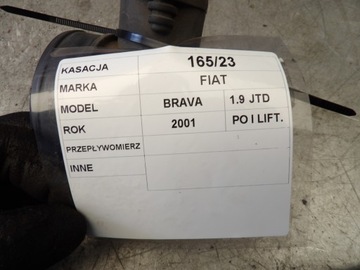 KASACJA 165/23
MARKA FIAT
MODEL BRAVA 1.9 JTD
ROK 2001 PO I LIFT.
PRZEPŁYWOMIERZ
INNE